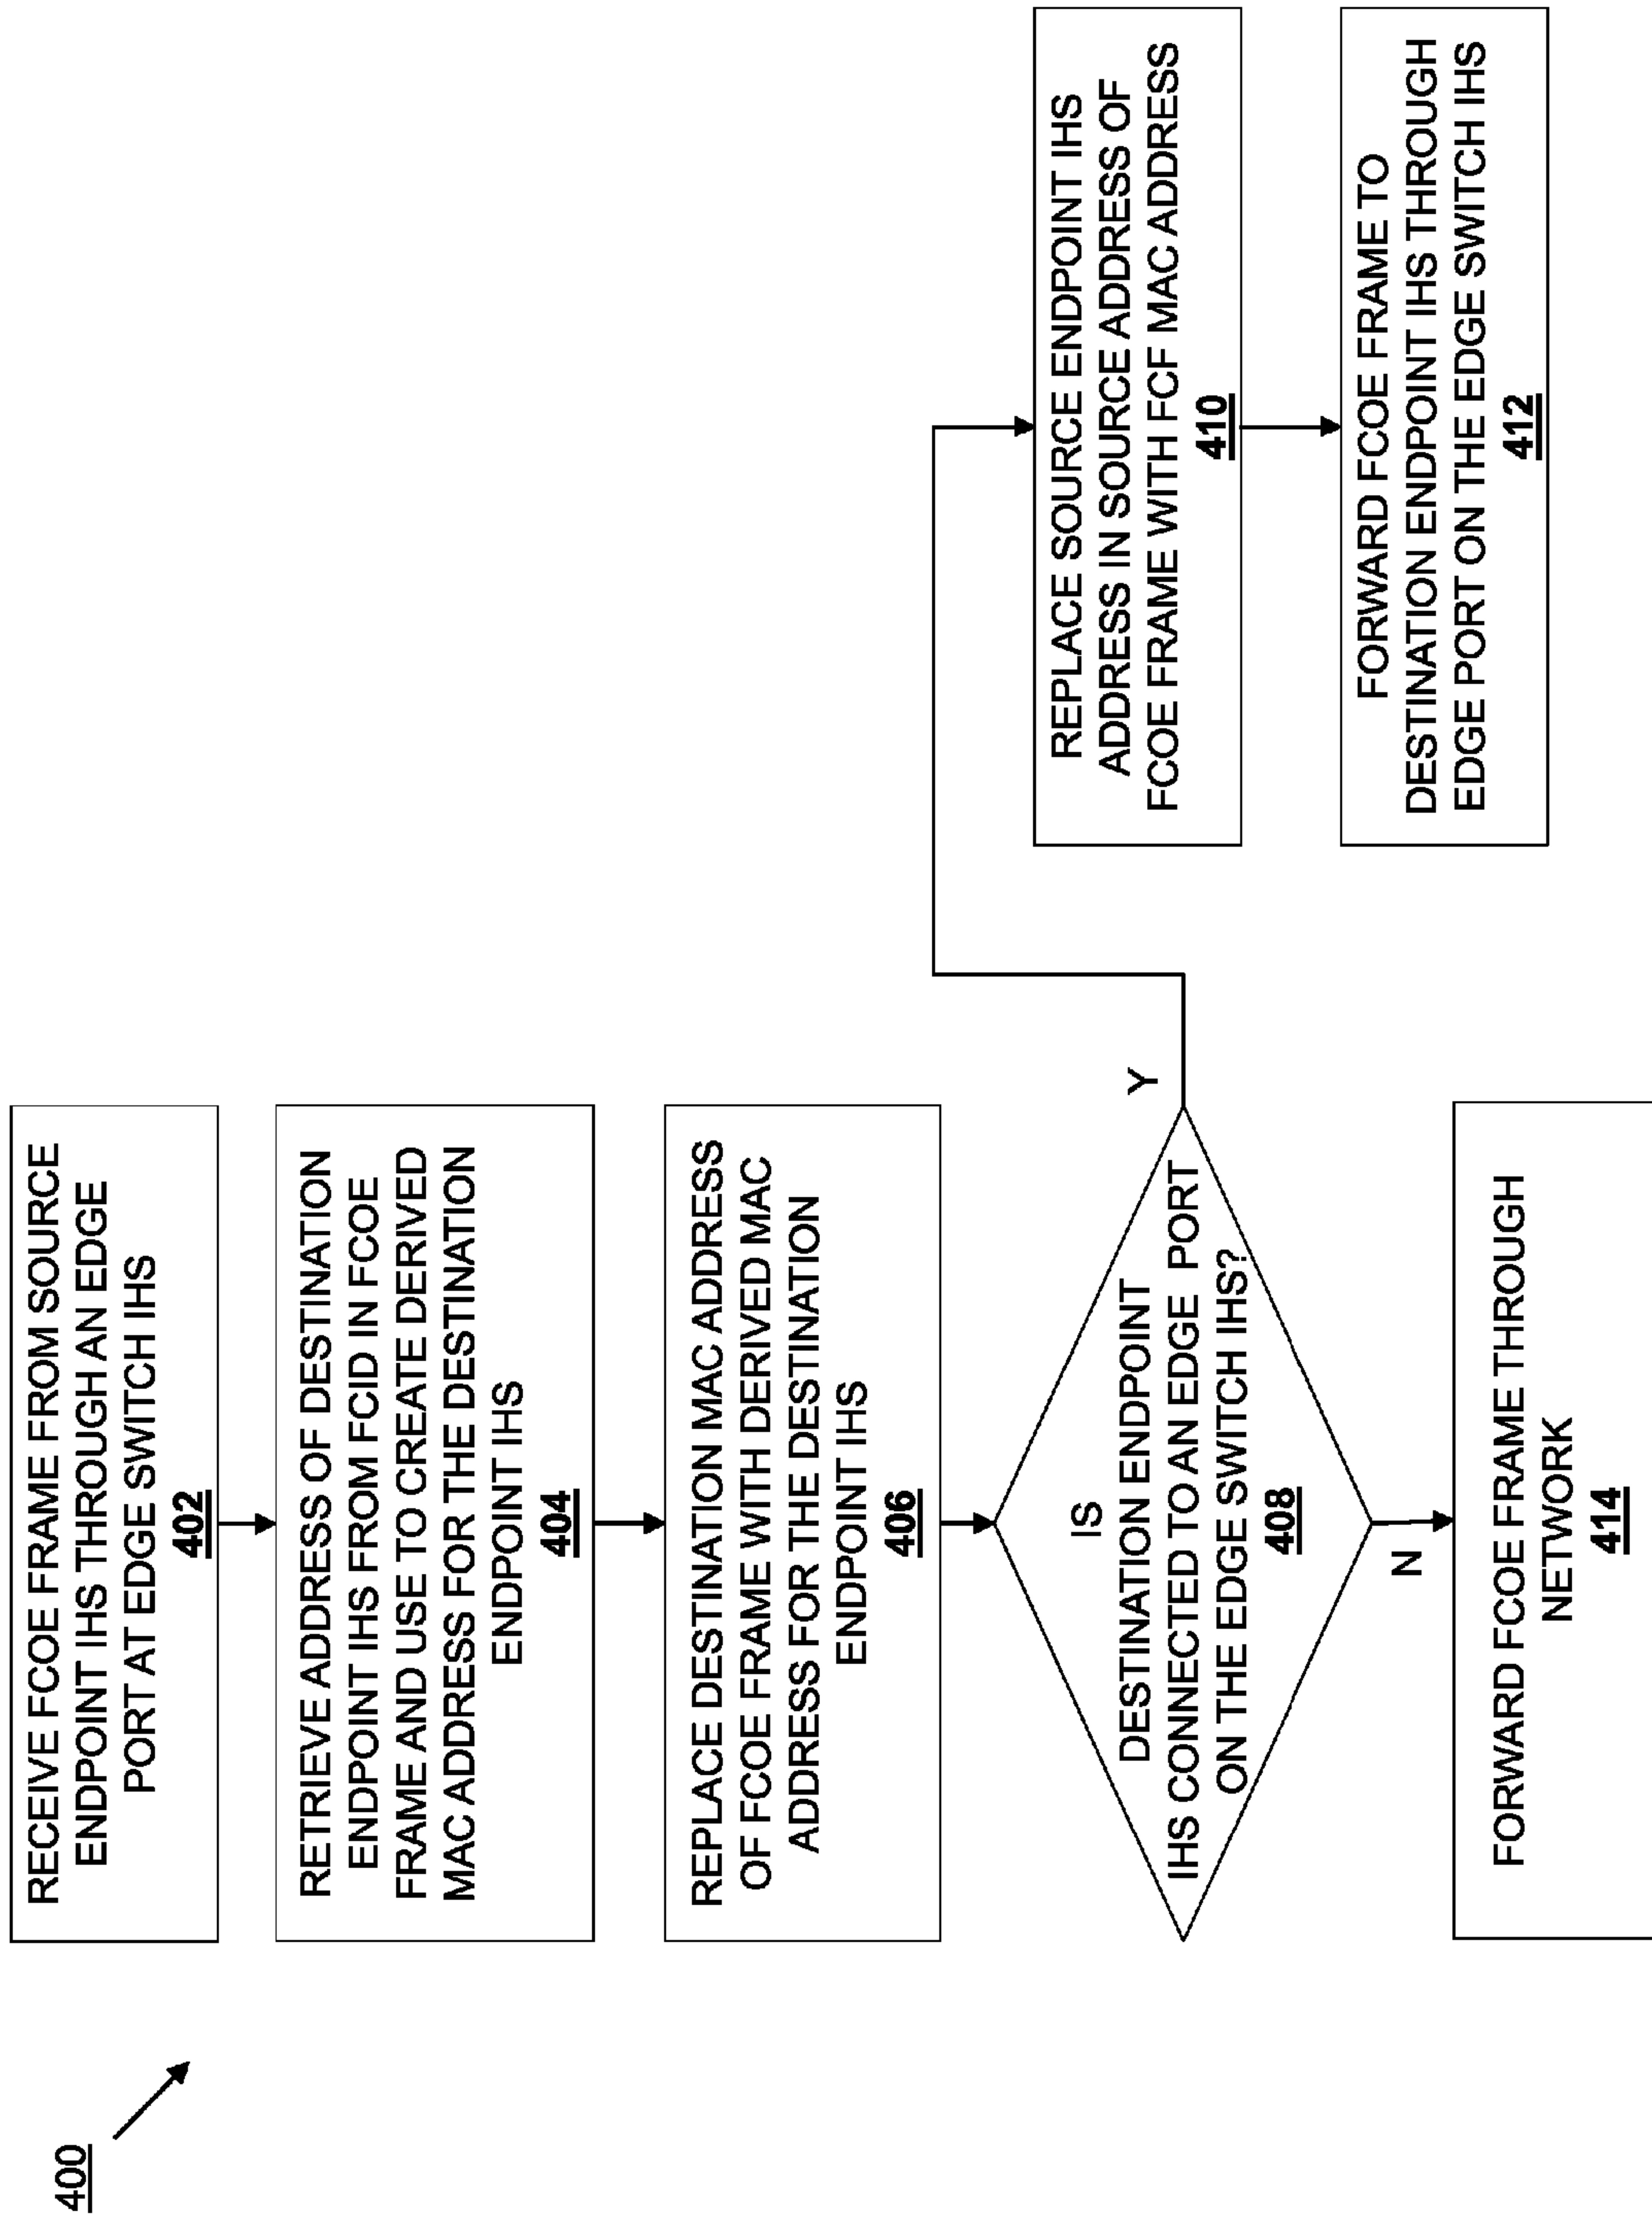 400
RECEIVE FCOE FRAME FROM SOURCE
ENDPOINT IHS THROUGH AN EDGE
PORT AT EDGE SWITCH IHS
402
RETRIEVE ADDRESS OF DESTINATION
ENDPOINT IHS FROM FCID IN FCOE
FRAME AND USE TO CREATE DERIVED
MAC ADDRESS FOR THE DESTINATION
ENDPOINT IHS
404
REPLACE DESTINATION MAC ADDRESS
OF FCOE FRAME WITH DERIVED MAC
ADDRESS FOR THE DESTINATION
ENDPOINT IHS
406
IS
DESTINATION ENDPOINT
IHS CONNECTED TO AN EDGE PORT
ON THE EDGE SWITCH IHS?
408
Y
N
REPLACE SOURCE ENDPOINT IHS
ADDRESS IN SOURCE ADDRESS OF
FCOE FRAME WITH FCF MAC ADDRESS
410
FORWARD FCOE FRAME TO
DESTINATION ENDPOINT IHS THROUGH
EDGE PORT ON THE EDGE SWITCH IHS
412
FORWARD FCOE FRAME THROUGH
NETWORK
414